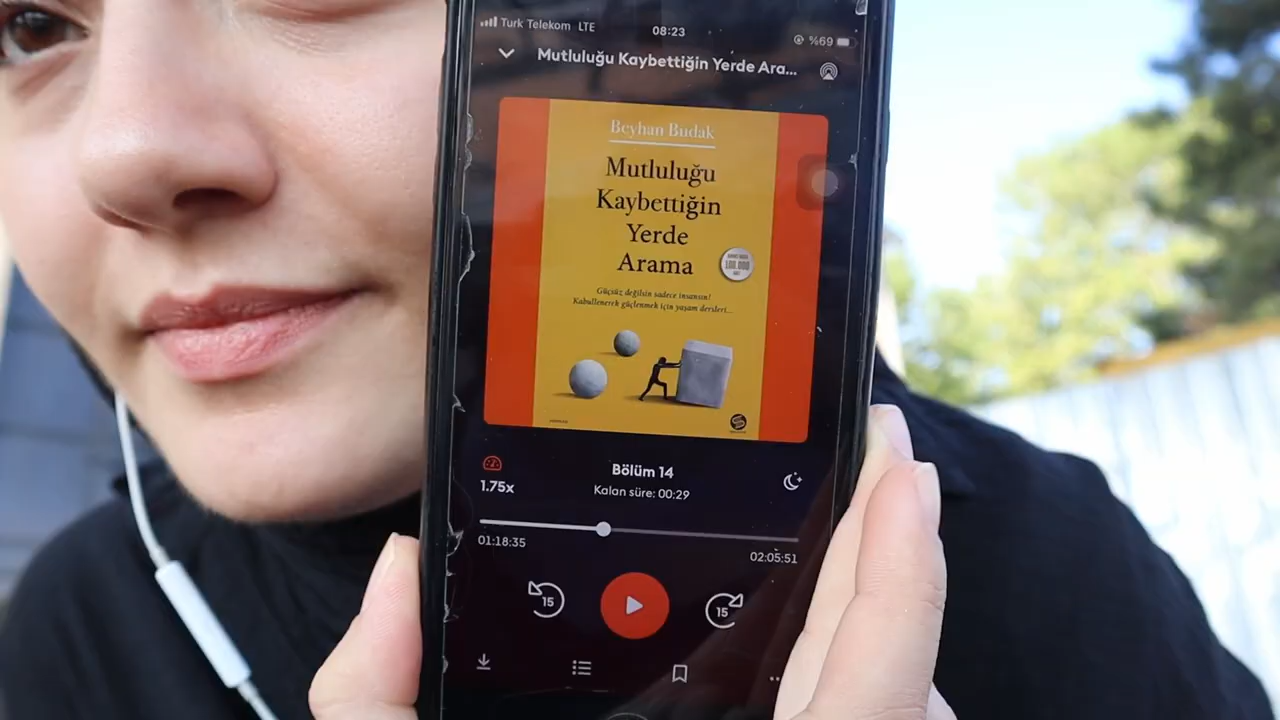 Turk Telekom LTE
08:23
%69
Mutluluğu Kaybettiğin Yerde Ara...
Beyhan Budak
Mutluluğu
Kaybettiğin
Yerde
Arama
100.000
Güçsüz değilsin sadece insansın!
Kabullenerek güçlenmek için yaşam dersleri...
1.75x
Bölüm 14
Kalan süre: 00:29
01:18:35
02:05:51
15
15